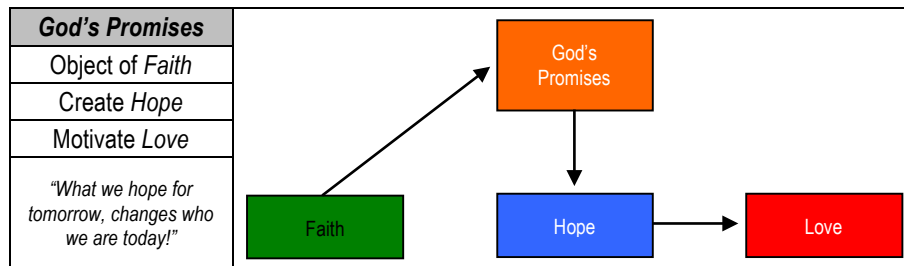 God's Promises
Object of Faith
Create Hope
Motivate Love
“What we hope for
tomorrow, changes who
we are today!”
God's
Promises
Faith
Hope
Love